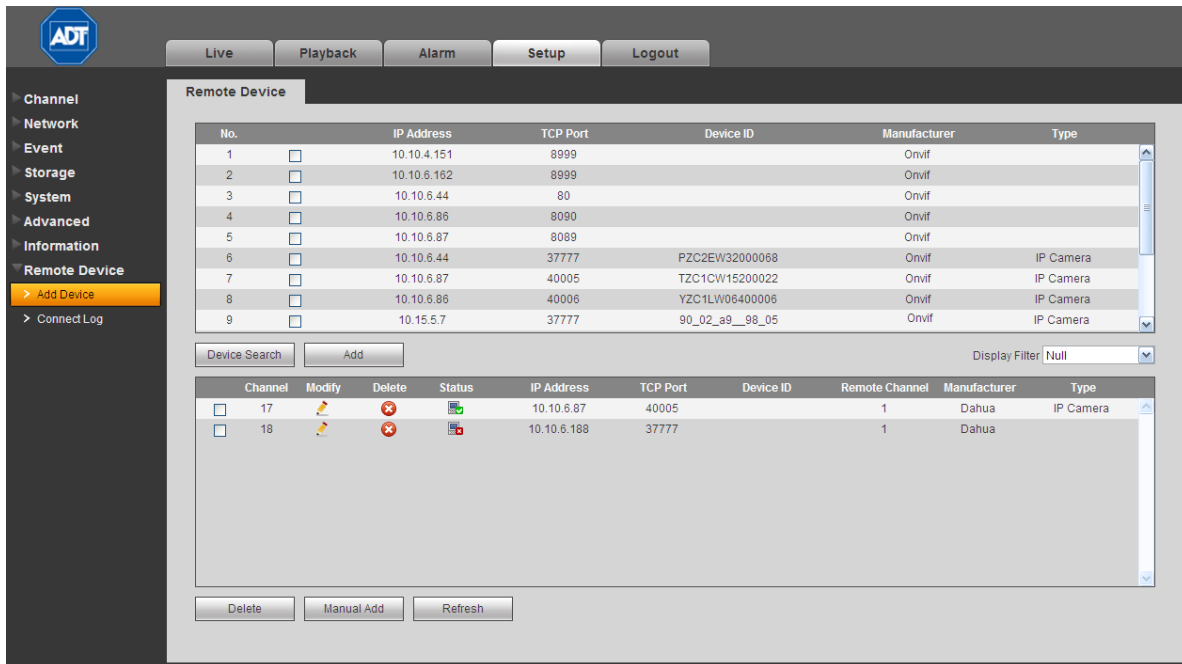 ADT
Live Playback Alarm Setup Logout
Remote Device
Channel
Network
Event
Storage
System
Advanced
Information
Remote Device
> Add Device
> Connect Log
No. IP Address TCP Port Device ID Manufacturer Type
1 10.10.4.151 8999 Onvif
2 10.10.6.162 8999 Onvif
3 10.10.6.44 80 Onvif
4 10.10.6.86 8090 Onvif
5 10.10.6.87 8089 Onvif
6 10.10.6.44 37777 PZC2EW32000068 Onvif IP Camera
7 10.10.6.87 40005 TZC1CW15200022 Onvif IP Camera
8 10.10.6.86 40006 YZC1LW06400006 Onvif IP Camera
9 10.15.5.7 37777 90_02_a9__98_05 Onvif IP Camera
Device Search Add Display Filter Null
Channel Modify Delete Status IP Address TCP Port Device ID Remote Channel Manufacturer Type
17 10.10.6.87 40005 1 Dahua IP Camera
18 10.10.6.188 37777 1 Dahua
Delete Manual Add Refresh